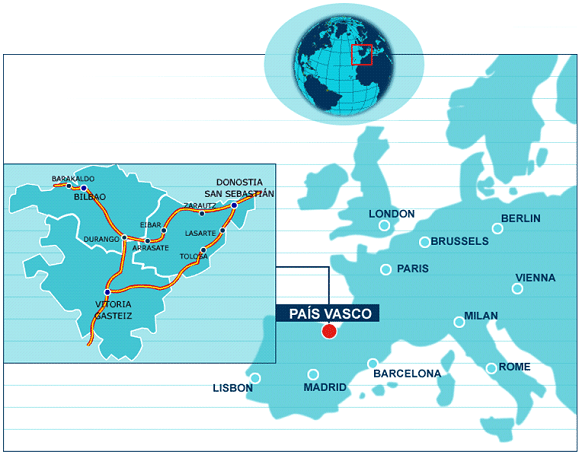 BARAKALDO
BILBAO
DONOSTIA
SAN SEBASTIÁN
ZARAUTZ
EIBAR
LASARTE
DURANGO
ARRASATE
TOLOSA
VITORIA
GASTEIZ
LONDON
BERLIN
BRUSSELS
PARIS
VIENNA
PAÍS VASCO
MILAN
BARCELONA
ROME
LISBON
MADRID